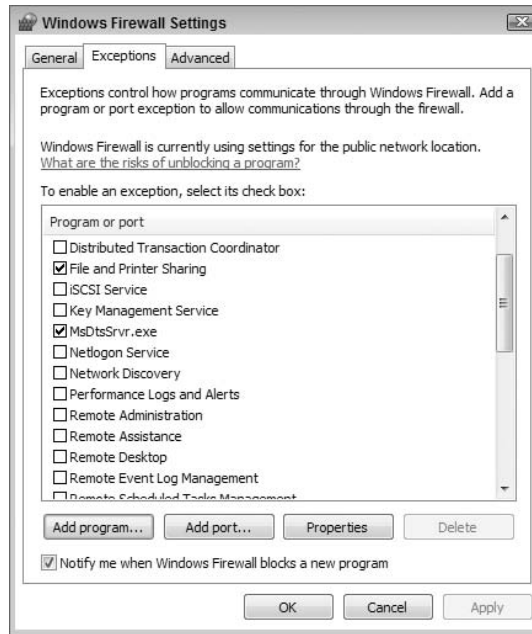 Windows Firewall Settings
General Exceptions Advanced
Exceptions control how programs communicate through Windows Firewall. Add a
program or port exception to allow communications through the firewall.
Windows Firewall is currently using settings for the public network location.
What are the risks of unblocking a program?
To enable an exception, select its check box:
Program or port
Distributed Transaction Coordinator
File and Printer Sharing
iSCSI Service
Key Management Service
MsDtsSrvr.exe
Netlogon Service
Network Discovery
Performance Logs and Alerts
Remote Administration
Remote Assistance
Remote Desktop
Remote Event Log Management
Remote Scheduled Tasks Management
Add program... Add port... Properties Delete
Notify me when Windows Firewall blocks a new program
OK Cancel Apply